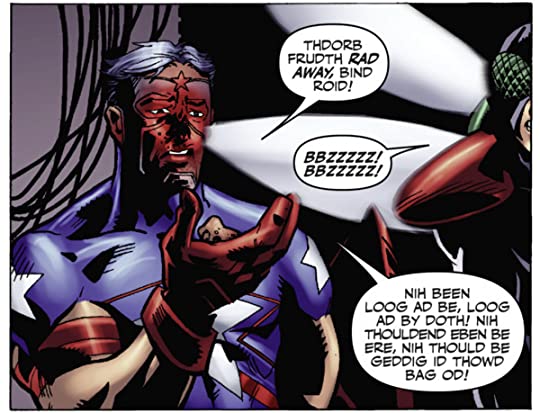 THDORB
FRUDTH RAD
AWAY, BIND
ROID!
BBZZZZZ!
BBZZZZZ!
NIH BEEN
LOOG AD BE, LOOG
AD BY DOTH! NIH
THOULDEND EBEN BE
ERE, NIH THOULD BE
GEDDIG ID THOWD
BAG OD!